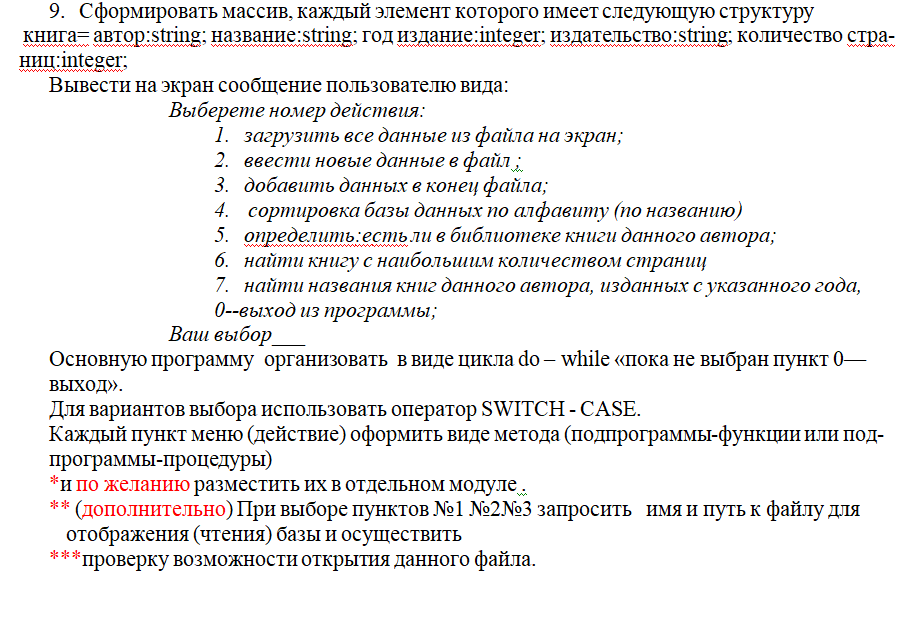 9. Сформировать массив, каждый элемент которого имеет следующую структуру
книга= автор:string; название:string; год издание:integer; издательство:string; количество стра-
ниц:integer;
Вывести на экран сообщение пользователю вида:
Выберете номер действия:
1. загрузить все данные из файла на экран;
2. ввести новые данные в файл ;
3. добавить данных в конец файла;
4. сортировка базы данных по алфавиту (по названию)
5. определить:есть ли в библиотеке книги данного автора;
6. найти книгу с наибольшим количеством страниц
7. найти названия книг данного автора, изданных с указанного года,
0--выход из программы;
Ваш выбор___
Основную программу организовать в виде цикла do – while «пока не выбран пункт 0—
выход».
Для вариантов выбора использовать оператор SWITCH - CASE.
Каждый пункт меню (действие) оформить виде метода (подпрограммы-функции или под-
программы-процедуры)
*и по желанию разместить их в отдельном модуле .
** (дополнительно) При выборе пунктов №1 №2№3 запросить имя и путь к файлу для
отображения (чтения) базы и осуществить
***проверку возможности открытия данного файла.